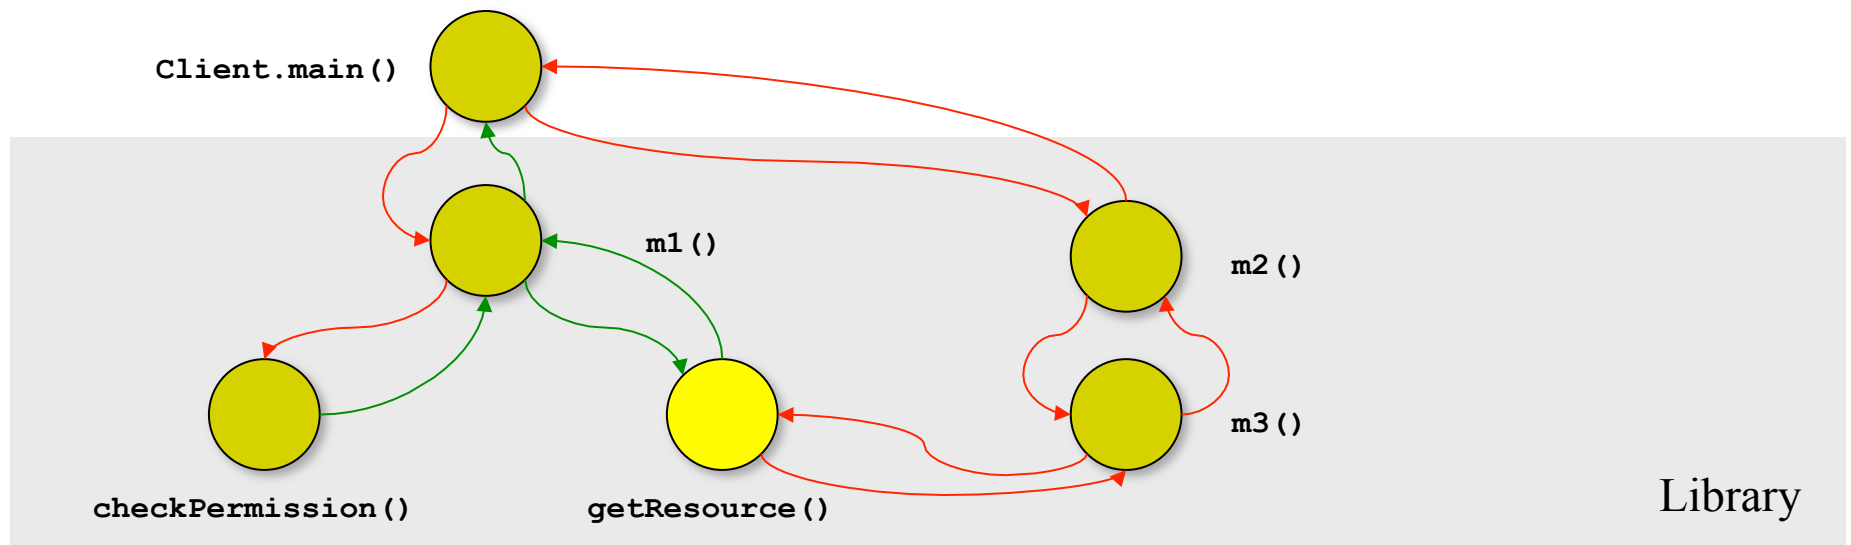 Client.main()
m1()
m2()
m3()
checkPermission()
getResource()
Library